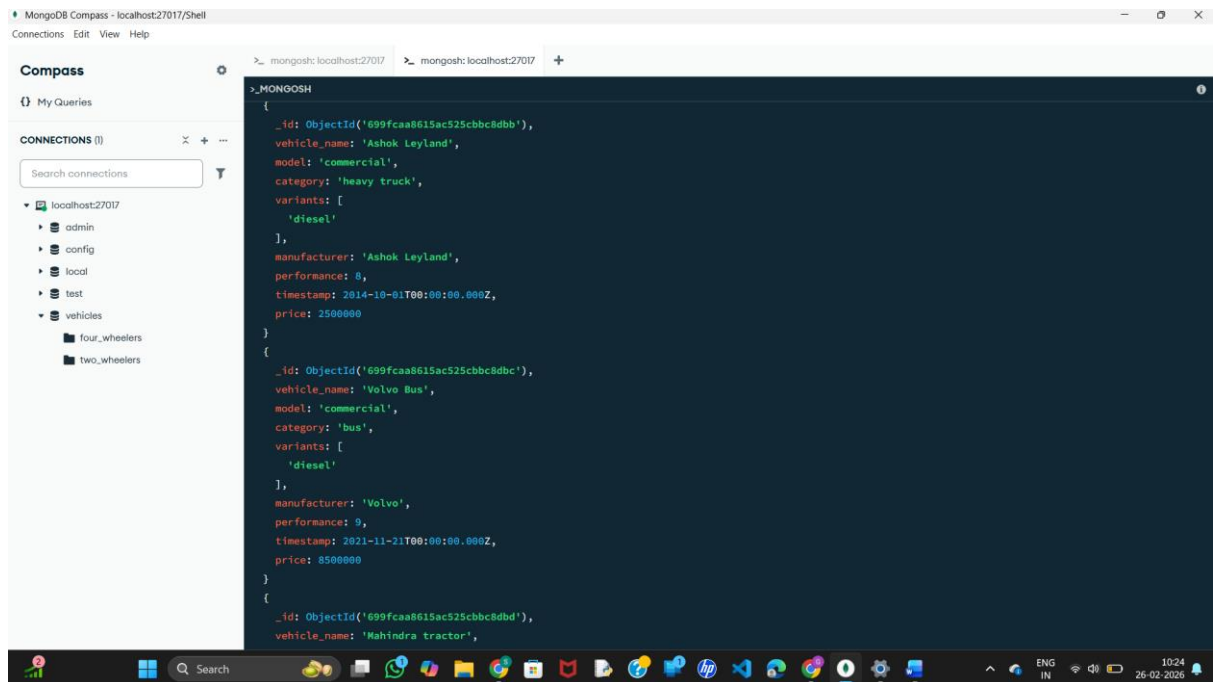 MongoDB Compass - localhost:27017/Shell
Connections Edit View Help
Compass
{} My Queries
CONNECTIONS (1)
Search connections
localhost:27017
admin
config
local
test
vehicles
four_wheelers
two_wheelers
>_ mongosh: localhost:27017 >_ mongosh: localhost:27017 +
>_MONGOSH
{
_id: ObjectId('699fcaa8615ac525cbbc8dbb'),
vehicle_name: 'Ashok Leyland',
model: 'commercial',
category: 'heavy truck',
variants: [
'diesel'
],
manufacturer: 'Ashok Leyland',
performance: 8,
timestamp: 2014-10-01T00:00:00.000Z,
price: 2500000
}
{
_id: ObjectId('699fcaa8615ac525cbbc8dbc'),
vehicle_name: 'Volvo Bus',
model: 'commercial',
category: 'bus',
variants: [
'diesel'
],
manufacturer: 'Volvo',
performance: 9,
timestamp: 2021-11-21T00:00:00.000Z,
price: 8500000
}
{
_id: ObjectId('699fcaa8615ac525cbbc8dbd'),
vehicle_name: 'Mahindra tractor',
2
Search
hp
ENG
IN
10:24
26-02-2026